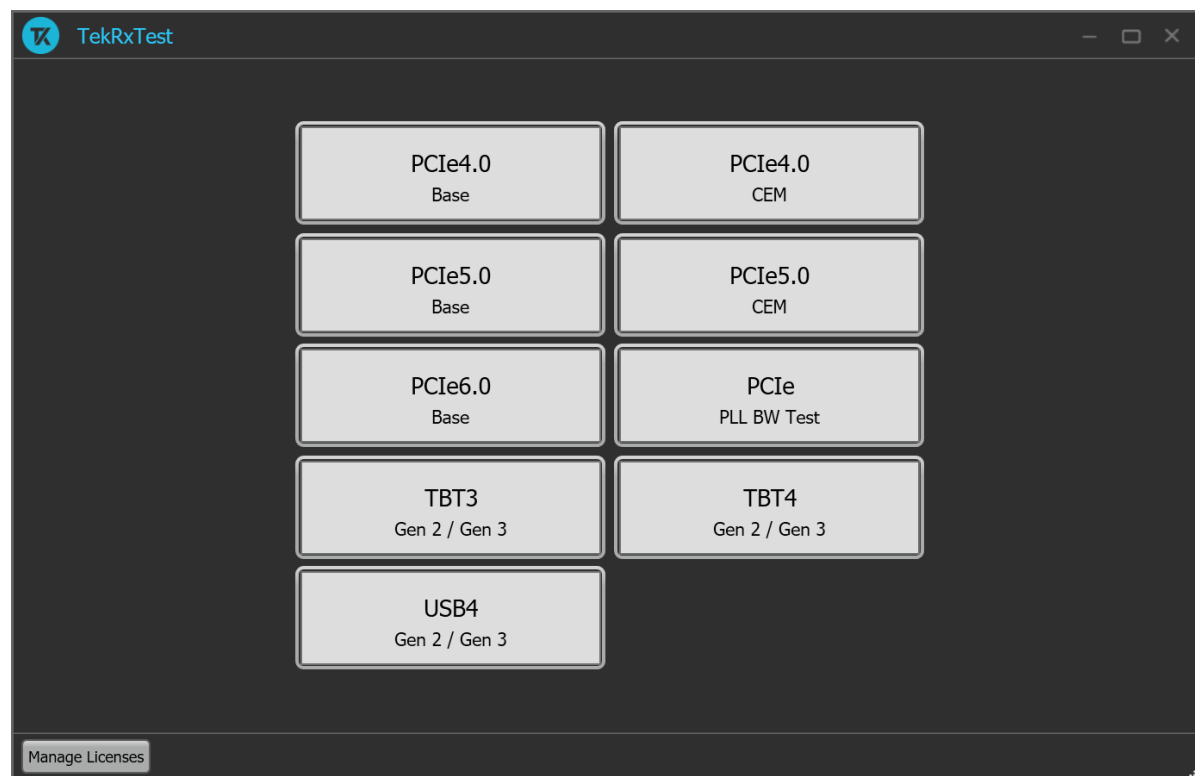 TekRxTest
PCIe4.0
Base
PCIe4.0
CEM
PCIe5.0
Base
PCIe5.0
CEM
PCIe6.0
Base
PCIe
PLL BW Test
TBT3
Gen 2 / Gen 3
TBT4
Gen 2 / Gen 3
USB4
Gen 2 / Gen 3
Manage Licenses